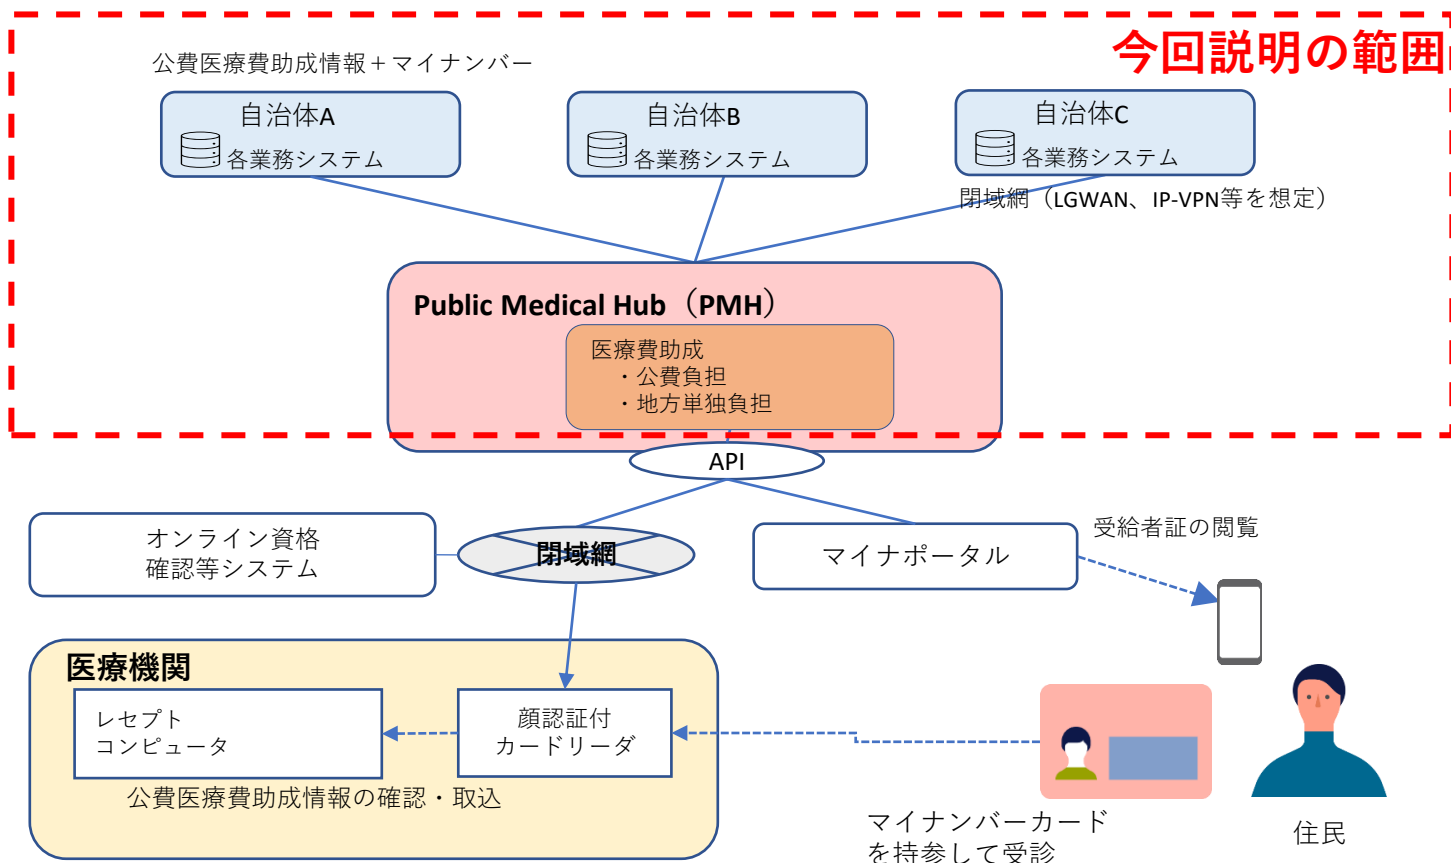 今回説明の範囲
公費医療費助成情報＋マイナンバー
自治体A
各業務システム
自治体B
各業務システム
自治体C
各業務システム
閉域網（LGWAN、IP-VPN等を想定）
Public Medical Hub（PMH）
医療費助成
・公費負担
・地方単独負担
API
オンライン資格
確認等システム
閉域網
マイナポータル
受給者証の閲覧
医療機関
レセプト
コンピュータ
顔認証付
カードリーダ
公費医療費助成情報の確認・取込
マイナンバーカード
を持参して受診
住民